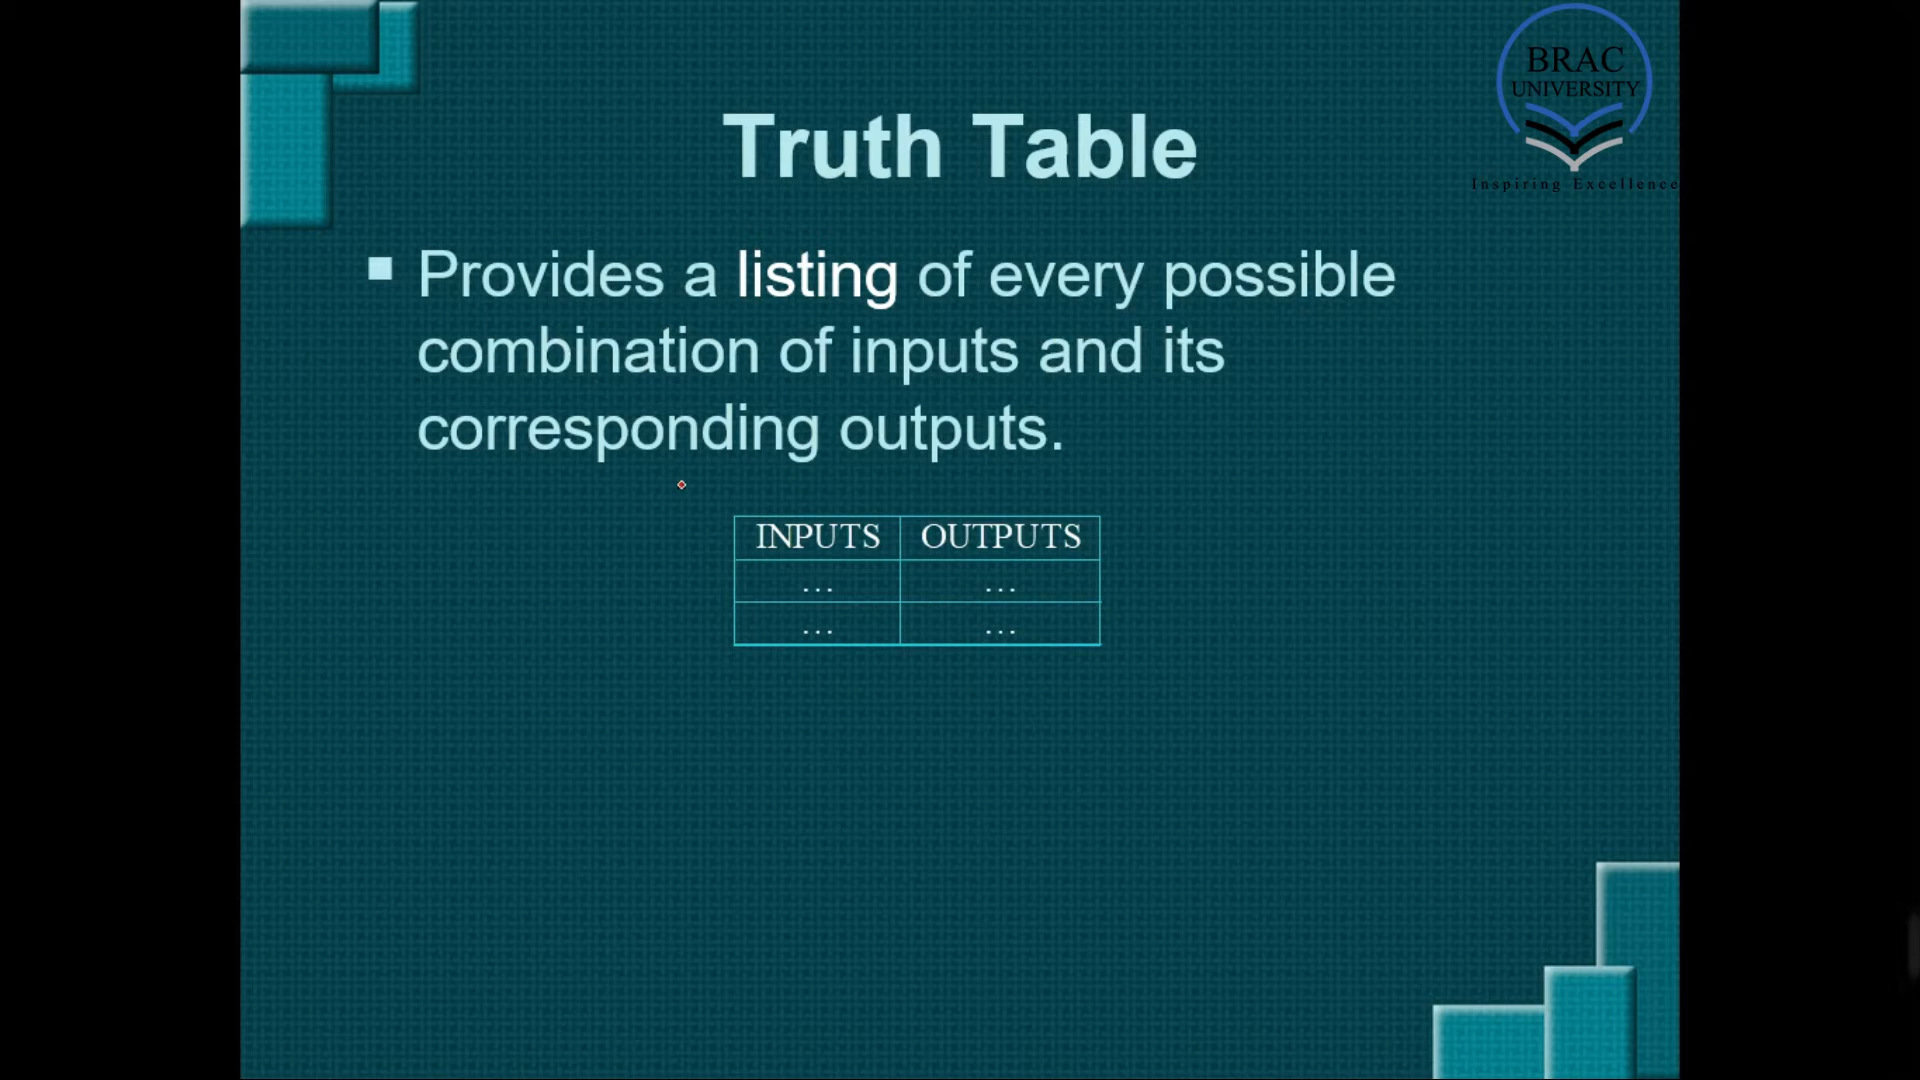 BRAC
UNIVERSITY
Inspiring Excellence
Truth Table
Provides a listing of every possible
combination of inputs and its
corresponding outputs.
INPUTS OUTPUTS
... ...
... ...